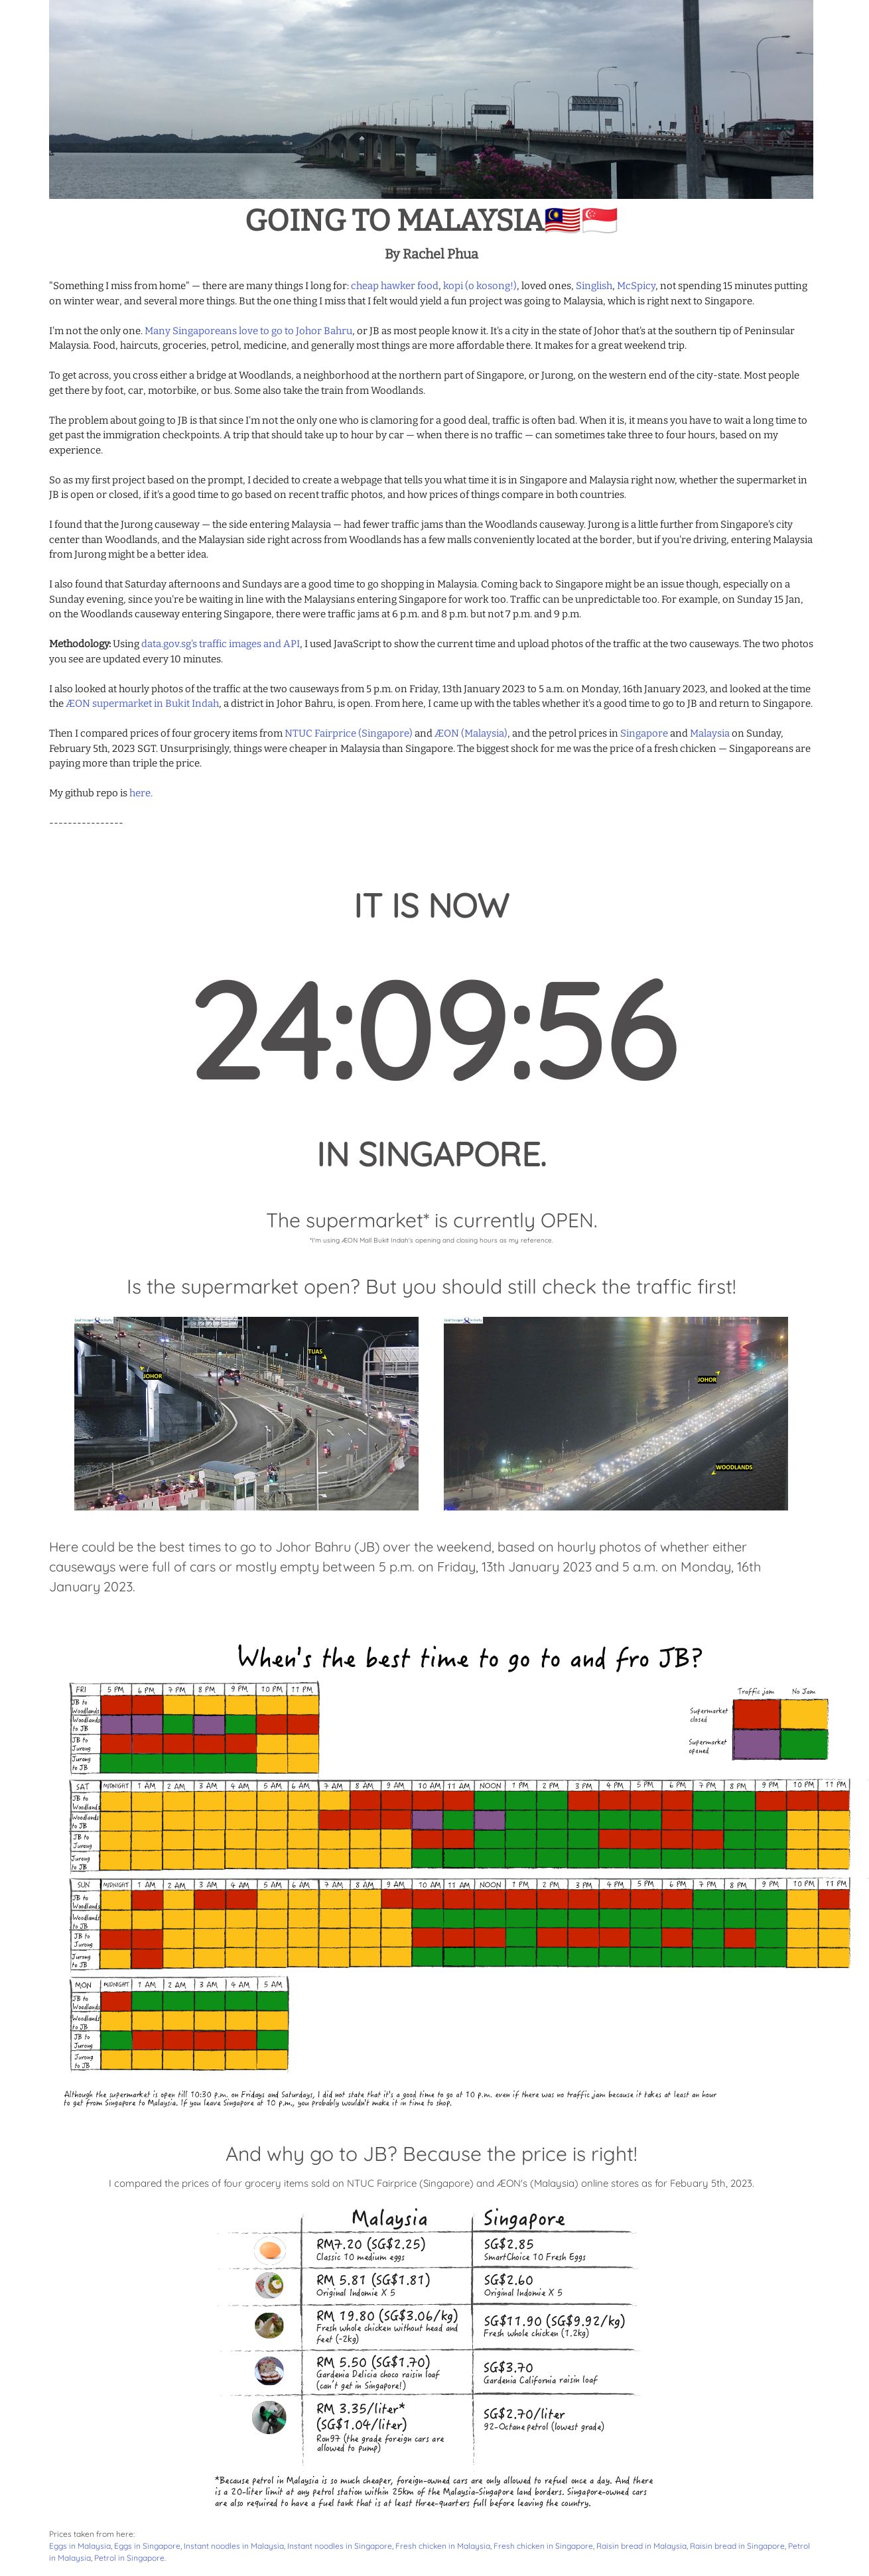 GOING TO MALAYSIA🇲🇾🇸🇬
By Rachel Phua
"Something I miss from home" — there are many things I long for: cheap hawker food, kopi (o kosong!), loved ones, Singlish, McSpicy, not spending 15 minutes putting
on winter wear, and several more things. But the one thing I miss that I felt would yield a fun project was going to Malaysia, which is right next to Singapore.
I'm not the only one. Many Singaporeans love to go to Johor Bahru, or JB as most people know it. It's a city in the state of Johor that's at the southern tip of Peninsular
Malaysia. Food, haircuts, groceries, petrol, medicine, and generally most things are more affordable there. It makes for a great weekend trip.
To get across, you cross either a bridge at Woodlands, a neighborhood at the northern part of Singapore, or Jurong, on the western end of the city-state. Most people
get there by foot, car, motorbike, or bus. Some also take the train from Woodlands.
The problem about going to JB is that since I'm not the only one who is clamoring for a good deal, traffic is often bad. When it is, it means you have to wait a long time to
get past the immigration checkpoints. A trip that should take up to hour by car — when there is no traffic — can sometimes take three to four hours, based on my
experience.
So as my first project based on the prompt, I decided to create a webpage that tells you what time it is in Singapore and Malaysia right now, whether the supermarket in
JB is open or closed, if it's a good time to go based on recent traffic photos, and how prices of things compare in both countries.
I found that the Jurong causeway — the side entering Malaysia — had fewer traffic jams than the Woodlands causeway. Jurong is a little further from Singapore's city
center than Woodlands, and the Malaysian side right across from Woodlands has a few malls conveniently located at the border, but if you're driving, entering Malaysia
from Jurong might be a better idea.
I also found that Saturday afternoons and Sundays are a good time to go shopping in Malaysia. Coming back to Singapore might be an issue though, especially on a
Sunday evening, since you're be waiting in line with the Malaysians entering Singapore for work too. Traffic can be unpredictable too. For example, on Sunday 15 Jan,
on the Woodlands causeway entering Singapore, there were traffic jams at 6 p.m. and 8 p.m. but not 7 p.m. and 9 p.m.
Methodology: Using data.gov.sg's traffic images and API, I used JavaScript to show the current time and upload photos of the traffic at the two causeways. The two photos
you see are updated every 10 minutes.
I also looked at hourly photos of the traffic at the two causeways from 5 p.m. on Friday, 13th January 2023 to 5 a.m. on Monday, 16th January 2023, and looked at the time
the ÆON supermarket in Bukit Indah, a district in Johor Bahru, is open. From here, I came up with the tables whether it's a good time to go to JB and return to Singapore.
Then I compared prices of four grocery items from NTUC Fairprice (Singapore) and ÆON (Malaysia), and the petrol prices in Singapore and Malaysia on Sunday,
February 5th, 2023 SGT. Unsurprisingly, things were cheaper in Malaysia than Singapore. The biggest shock for me was the price of a fresh chicken — Singaporeans are
paying more than triple the price.
My github repo is here.
----------------
IT IS NOW
24:09:56
IN SINGAPORE.
The supermarket* is currently OPEN.
*I'm using ÆON Mall Bukit Indah's opening and closing hours as my reference.
Is the supermarket open? But you should still check the traffic first!
TUAS
JOHOR
JOHOR
WOODLANDS
Here could be the best times to go to Johor Bahru (JB) over the weekend, based on hourly photos of whether either
causeways were full of cars or mostly empty between 5 p.m. on Friday, 13th January 2023 and 5 a.m. on Monday, 16th
January 2023.
When's the best time to go to and fro JB?
Traffic jam No Jam
Supermarket
closed
Supermarket
opened
FRI 5 PM 6 PM 7 PM 8 PM 9 PM 10 PM 11 PM
JB to
Woodlands
Woodlands
to JB
JB to
Jurong
Jurong
to JB
SAT MIDNIGHT 1 AM 2 AM 3 AM 4 AM 5 AM 6 AM 7 AM 8 AM 9 AM 10 AM 11 AM NOON 1 PM 2 PM 3 PM 4 PM 5 PM 6 PM 7 PM 8 PM 9 PM 10 PM 11 PM
JB to
Woodlands
Woodlands
to JB
JB to
Jurong
Jurong
to JB
SUN MIDNIGHT 1 AM 2 AM 3 AM 4 AM 5 AM 6 AM 7 AM 8 AM 9 AM 10 AM 11 AM NOON 1 PM 2 PM 3 PM 4 PM 5 PM 6 PM 7 PM 8 PM 9 PM 10 PM 11 PM
JB to
Woodlands
Woodlands
to JB
JB to
Jurong
Jurong
to JB
MON MIDNIGHT 1 AM 2 AM 3 AM 4 AM 5 AM
JB to
Woodlands
Woodlands
to JB
JB to
Jurong
Jurong
to JB
Although the supermarket is open till 10:30 p.m. on Fridays and Saturdays, I did not state that it's a good time to go at 10 p.m. even if there was no traffic jam because it takes at least an hour
to get from Singapore to Malaysia. If you leave Singapore at 10 p.m., you probably wouldn't make it in time to shop.
And why go to JB? Because the price is right!
I compared the prices of four grocery items sold on NTUC Fairprice (Singapore) and ÆON's (Malaysia) online stores as for Febuary 5th, 2023.
Malaysia Singapore
RM7.20 (SG$2.25)
Classic 10 medium eggs
SG$2.85
SmartChoice 10 Fresh Eggs
RM 5.81 (SG$1.81)
Original Indomie X 5
SG$2.60
Original Indomie X 5
RM 19.80 (SG$3.06/kg)
Fresh whole chicken without head and
feet (~2kg)
SG$11.90 (SG$9.92/kg)
Fresh whole chicken (1.2kg)
RM 5.50 (SG$1.70)
Gardenia Delicia choco raisin loaf
(can't get in Singapore!)
SG$3.70
Gardenia California raisin loaf
RM 3.35/liter*
(SG$1.04/liter)
Ron97 (the grade foreign cars are
allowed to pump)
SG$2.70/liter
92-Octane petrol (lowest grade)
*Because petrol in Malaysia is so much cheaper, foreign-owned cars are only allowed to refuel once a day. And there
is a 20-liter limit at any petrol station within 25km of the Malaysia-Singapore land borders. Singapore-owned cars
are also required to have a fuel tank that is at least three-quarters full before leaving the country.
Prices taken from here:
Eggs in Malaysia, Eggs in Singapore, Instant noodles in Malaysia, Instant noodles in Singapore, Fresh chicken in Malaysia, Fresh chicken in Singapore, Raisin bread in Malaysia, Raisin bread in Singapore, Petrol
in Malaysia, Petrol in Singapore.